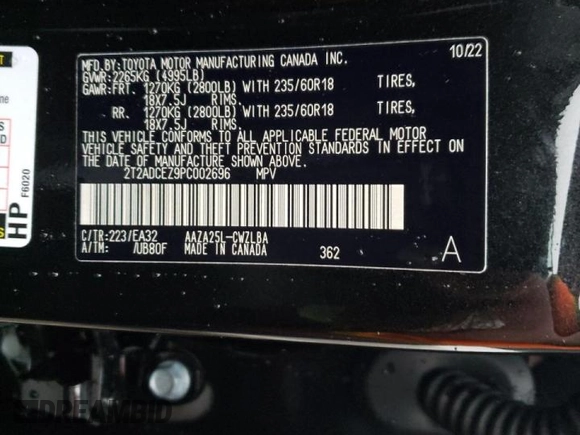 MFD.BY:TOYOTA MOTOR MANUFACTURING CANADA INC. 10/22
GVWR:2265KG (4995LB)
GAWR:FRT. 1270KG (2800LB) WITH 235/60R18 TIRES,
18X7.5J RIMS.
RR. 1270KG (2800LB) WITH 235/60R18 TIRES,
18X7.5J RIMS.
THIS VEHICLE CONFORMS TO ALL APPLICABLE FEDERAL MOTOR
VEHICLE SAFETY AND THEFT PREVENTION STANDARDS IN EFFECT
ON THE DATE OF MANUFACTURE SHOWN ABOVE.
2T2ADCEZ9PC002696 MPV
C/TR:223/EA32 AAZA25L-CWZLBA
A/TM: /UB80F MADE IN CANADA 362 A
HP
F6020
DREAMBID